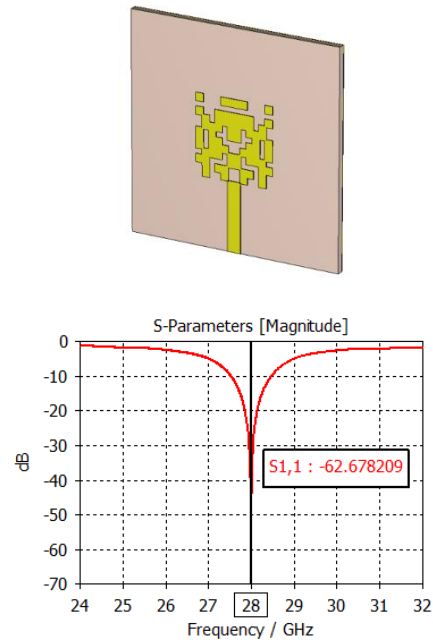 S-Parameters [Magnitude]
0
-10
-20
-30
-40
-50
-60
-70
dB
S1,1 : -62.678209
24 25 26 27 28 29 30 31 32
Frequency / GHz